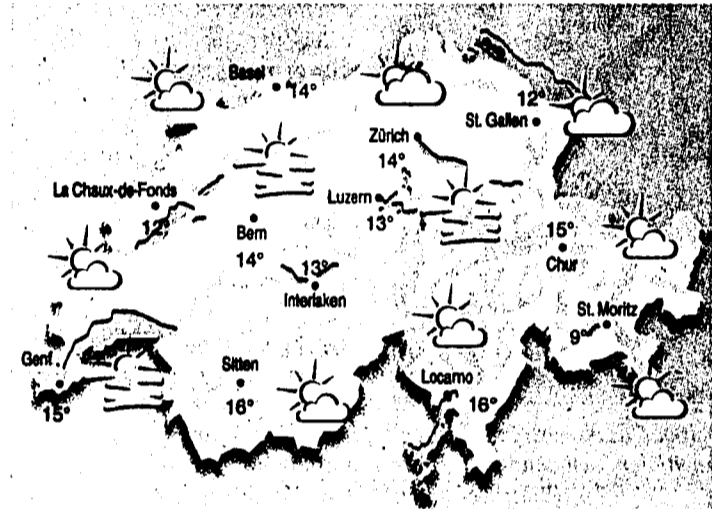 Basel
14°
12°
St. Gallen
Zürich
14°
La Chaux-de-Fonds
12°
Luzern
13°
Bern
14°
15°
Chur
13°
Interlaken
St. Moritz
9°
Genf
15°
Sitten
16°
Locarno
16°